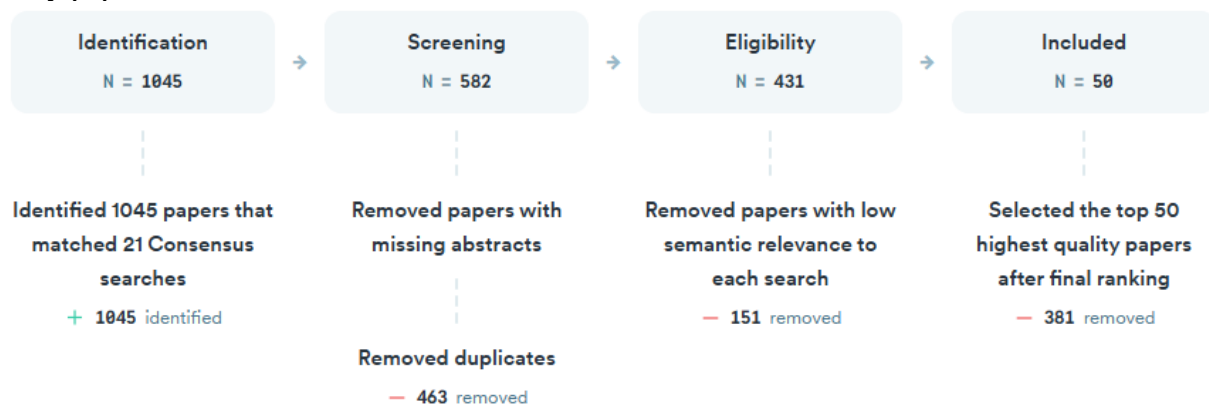 Identification
N = 1045
→
Screening
N = 582
→
Eligibility
N = 431
→
Included
N = 50
Identified 1045 papers that
matched 21 Consensus
searches
+ 1045 identified
Removed papers with
missing abstracts
Removed duplicates
− 463 removed
Removed papers with low
semantic relevance to
each search
− 151 removed
Selected the top 50
highest quality papers
after final ranking
− 381 removed